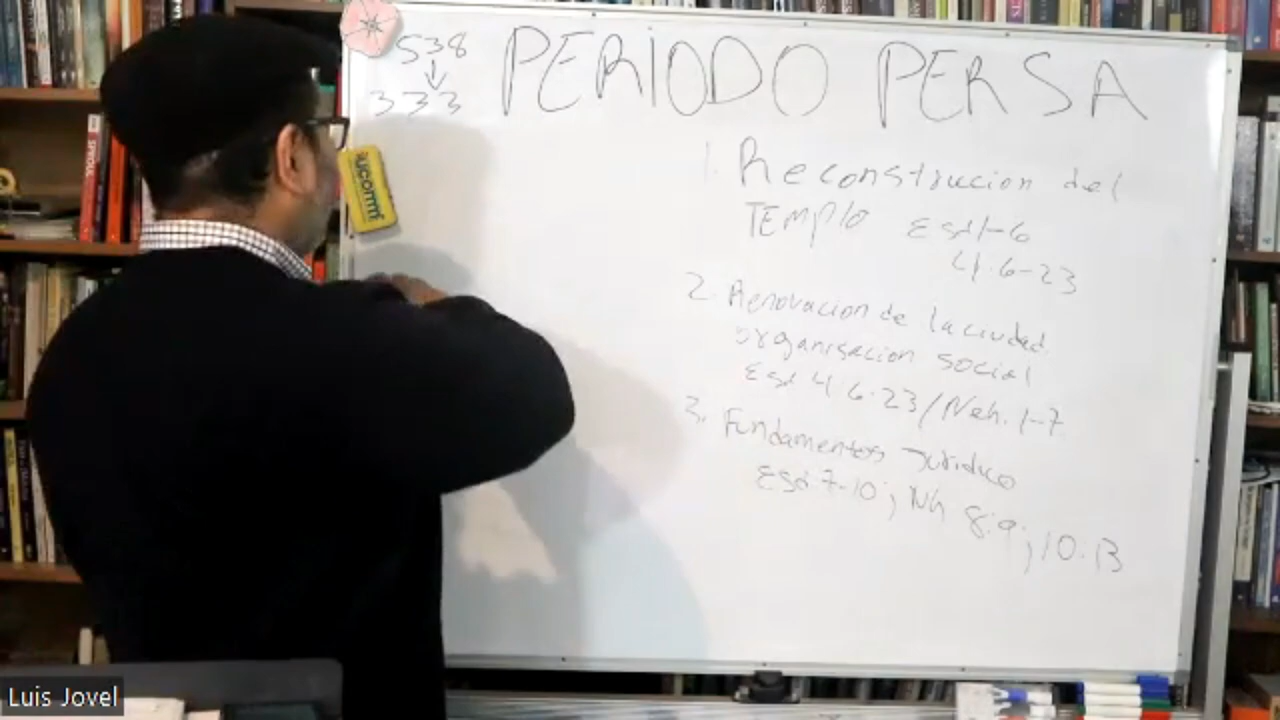 538
↓
333
PERIODO PERSA
1. Reconstrucion del
TEMPlo Esd 1-6
4.6-23
2. Renovacion de la ciudad
organisacion social
Esd 4 6.23/Neh. 1-7
3. Fundamentos Juridico
Esd 7-10; Nh 8:9; 10:13
SPROUL
Luis Jovel